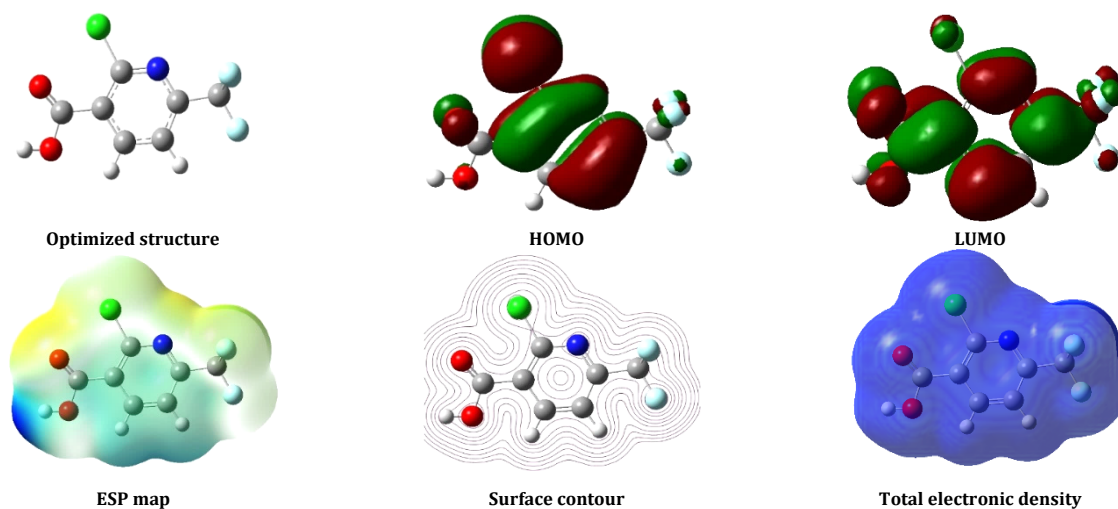 Optimized structure
HOMO
LUMO
ESP map
Surface contour
Total electronic density